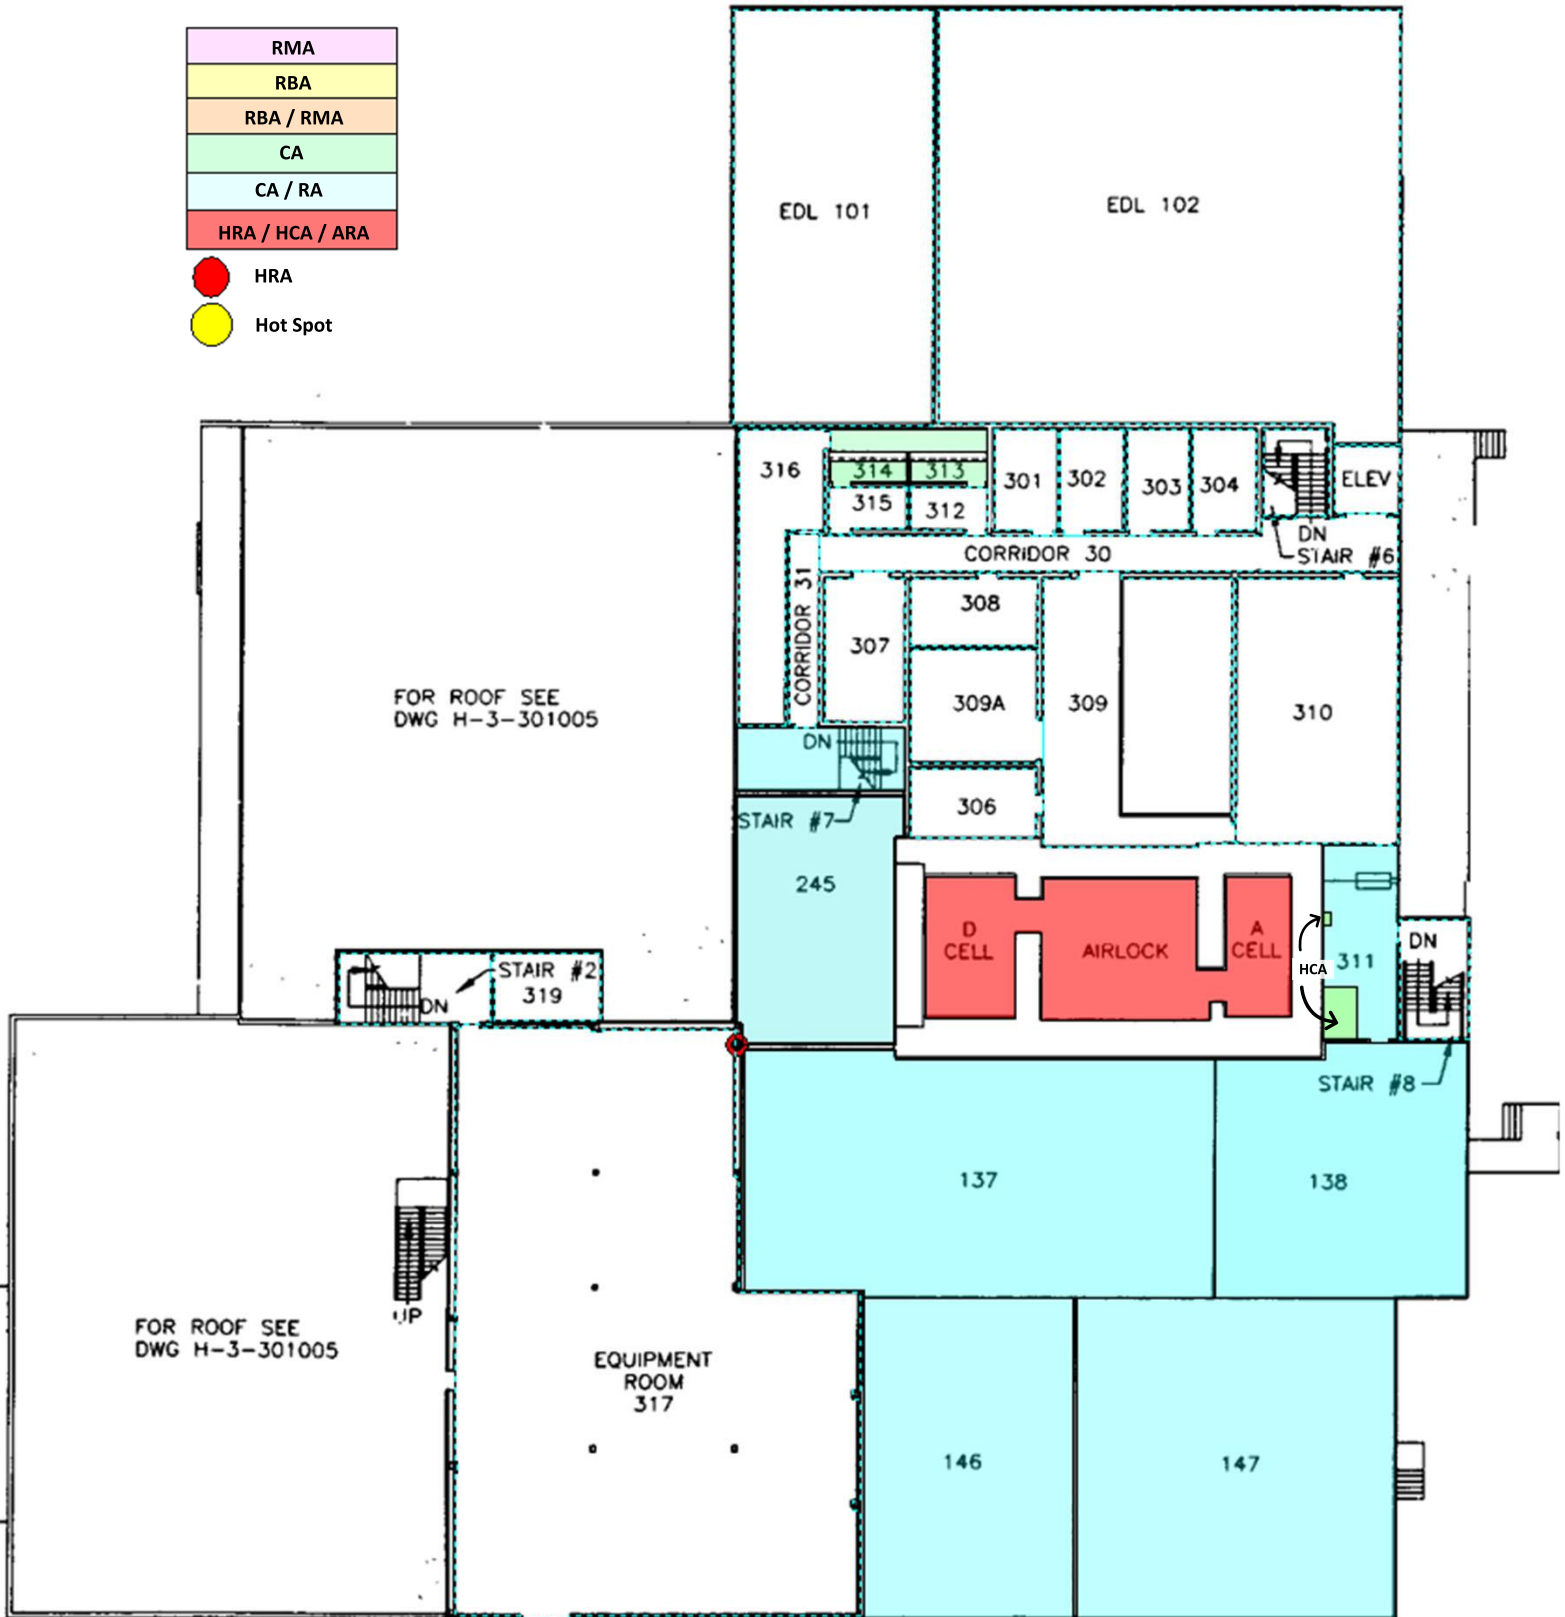 RMA
RBA
RBA / RMA
CA
CA / RA
HRA / HCA / ARA
HRA
Hot Spot
EDL 101
EDL 102
316
314
313
315
312
301
302
303
304
ELEV
DN
STAIR #6
CORRIDOR 30
CORRIDOR 31
307
308
309A
309
310
306
FOR ROOF SEE
DWG H-3-301005
DN
STAIR #7
245
D
CELL
AIRLOCK
A
CELL
HCA
311
DN
STAIR #8
STAIR #2
319
DN
137
138
UP
FOR ROOF SEE
DWG H-3-301005
EQUIPMENT
ROOM
317
146
147